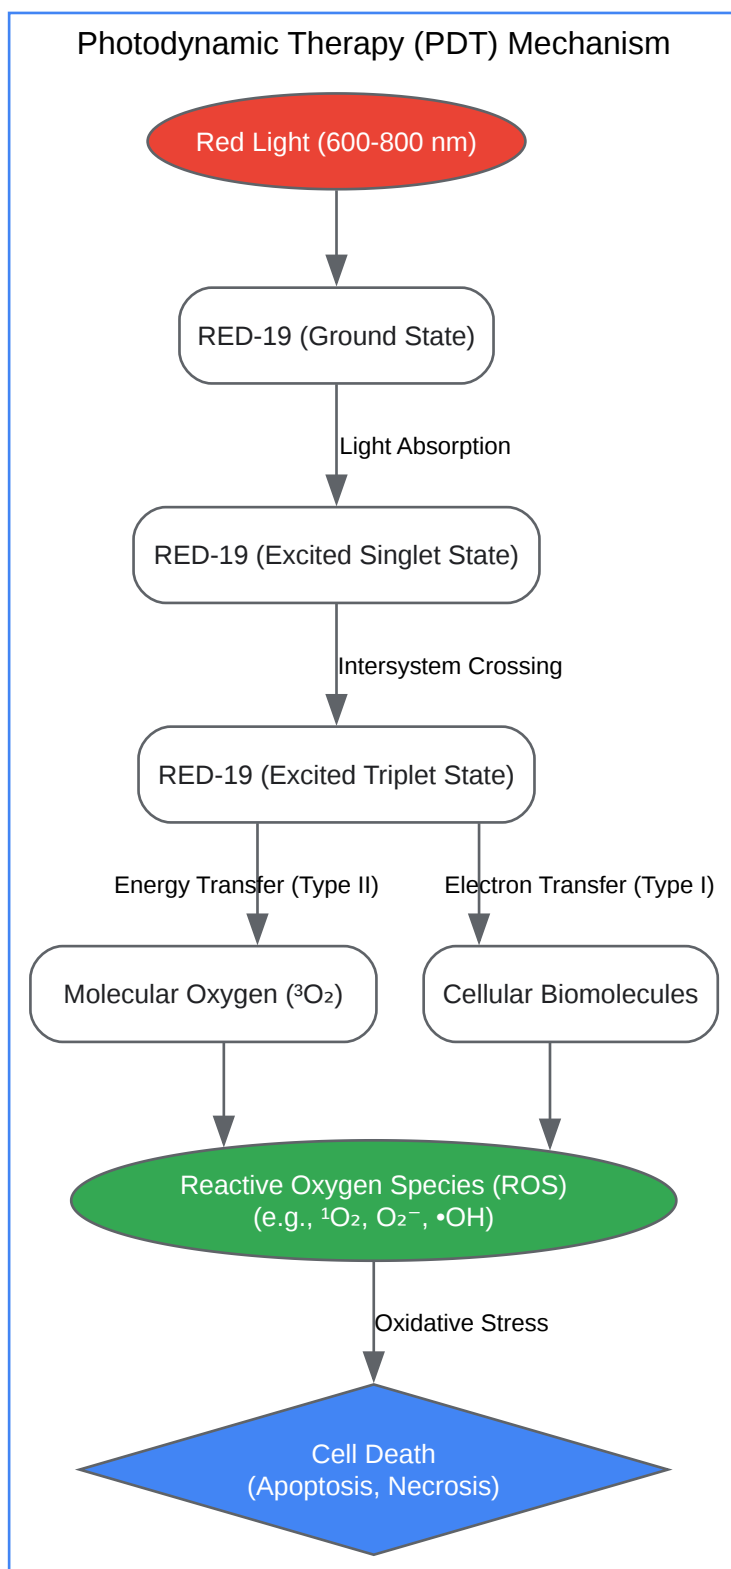 Photodynamic Therapy (PDT) Mechanism
Red Light (600-800 nm)
RED-19 (Ground State)
Light Absorption
RED-19 (Excited Singlet State)
Intersystem Crossing
RED-19 (Excited Triplet State)
Energy Transfer (Type II)
Electron Transfer (Type I)
Molecular Oxygen (³O₂)
Cellular Biomolecules
Reactive Oxygen Species (ROS)
(e.g., ¹O₂, O₂⁻, •OH)
Oxidative Stress
Cell Death
(Apoptosis, Necrosis)